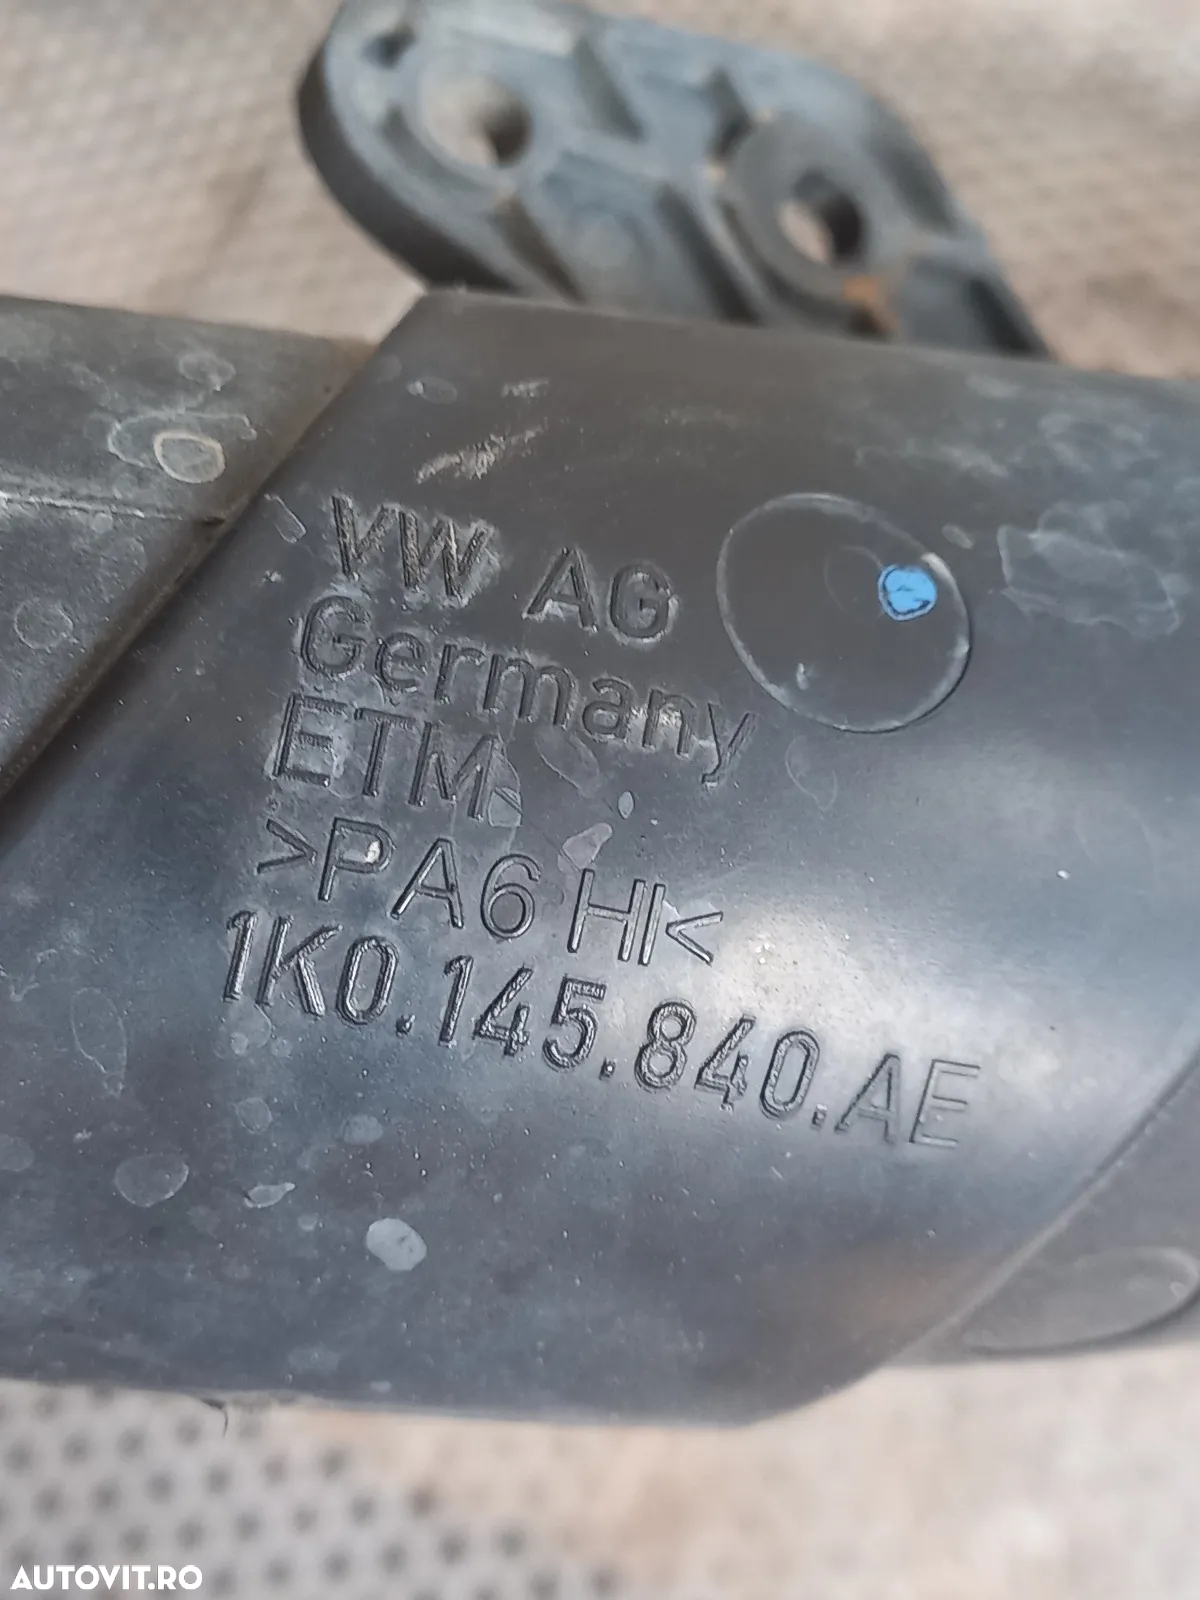 VW AG
Germany
ETM
>PA6 HI<
1K0.145.840.AE
AUTOVIT.RO